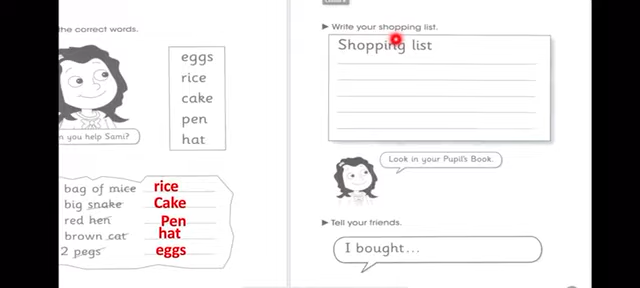 the correct words.
eggs
rice
cake
pen
hat
n you help Sami?
bag of mice rice
big snake Cake
red hen Pen
brown cat hat
2 pegs eggs
Write your shopping list.
Shopping list
Look in your Pupil's Book.
Tell your friends.
I bought...